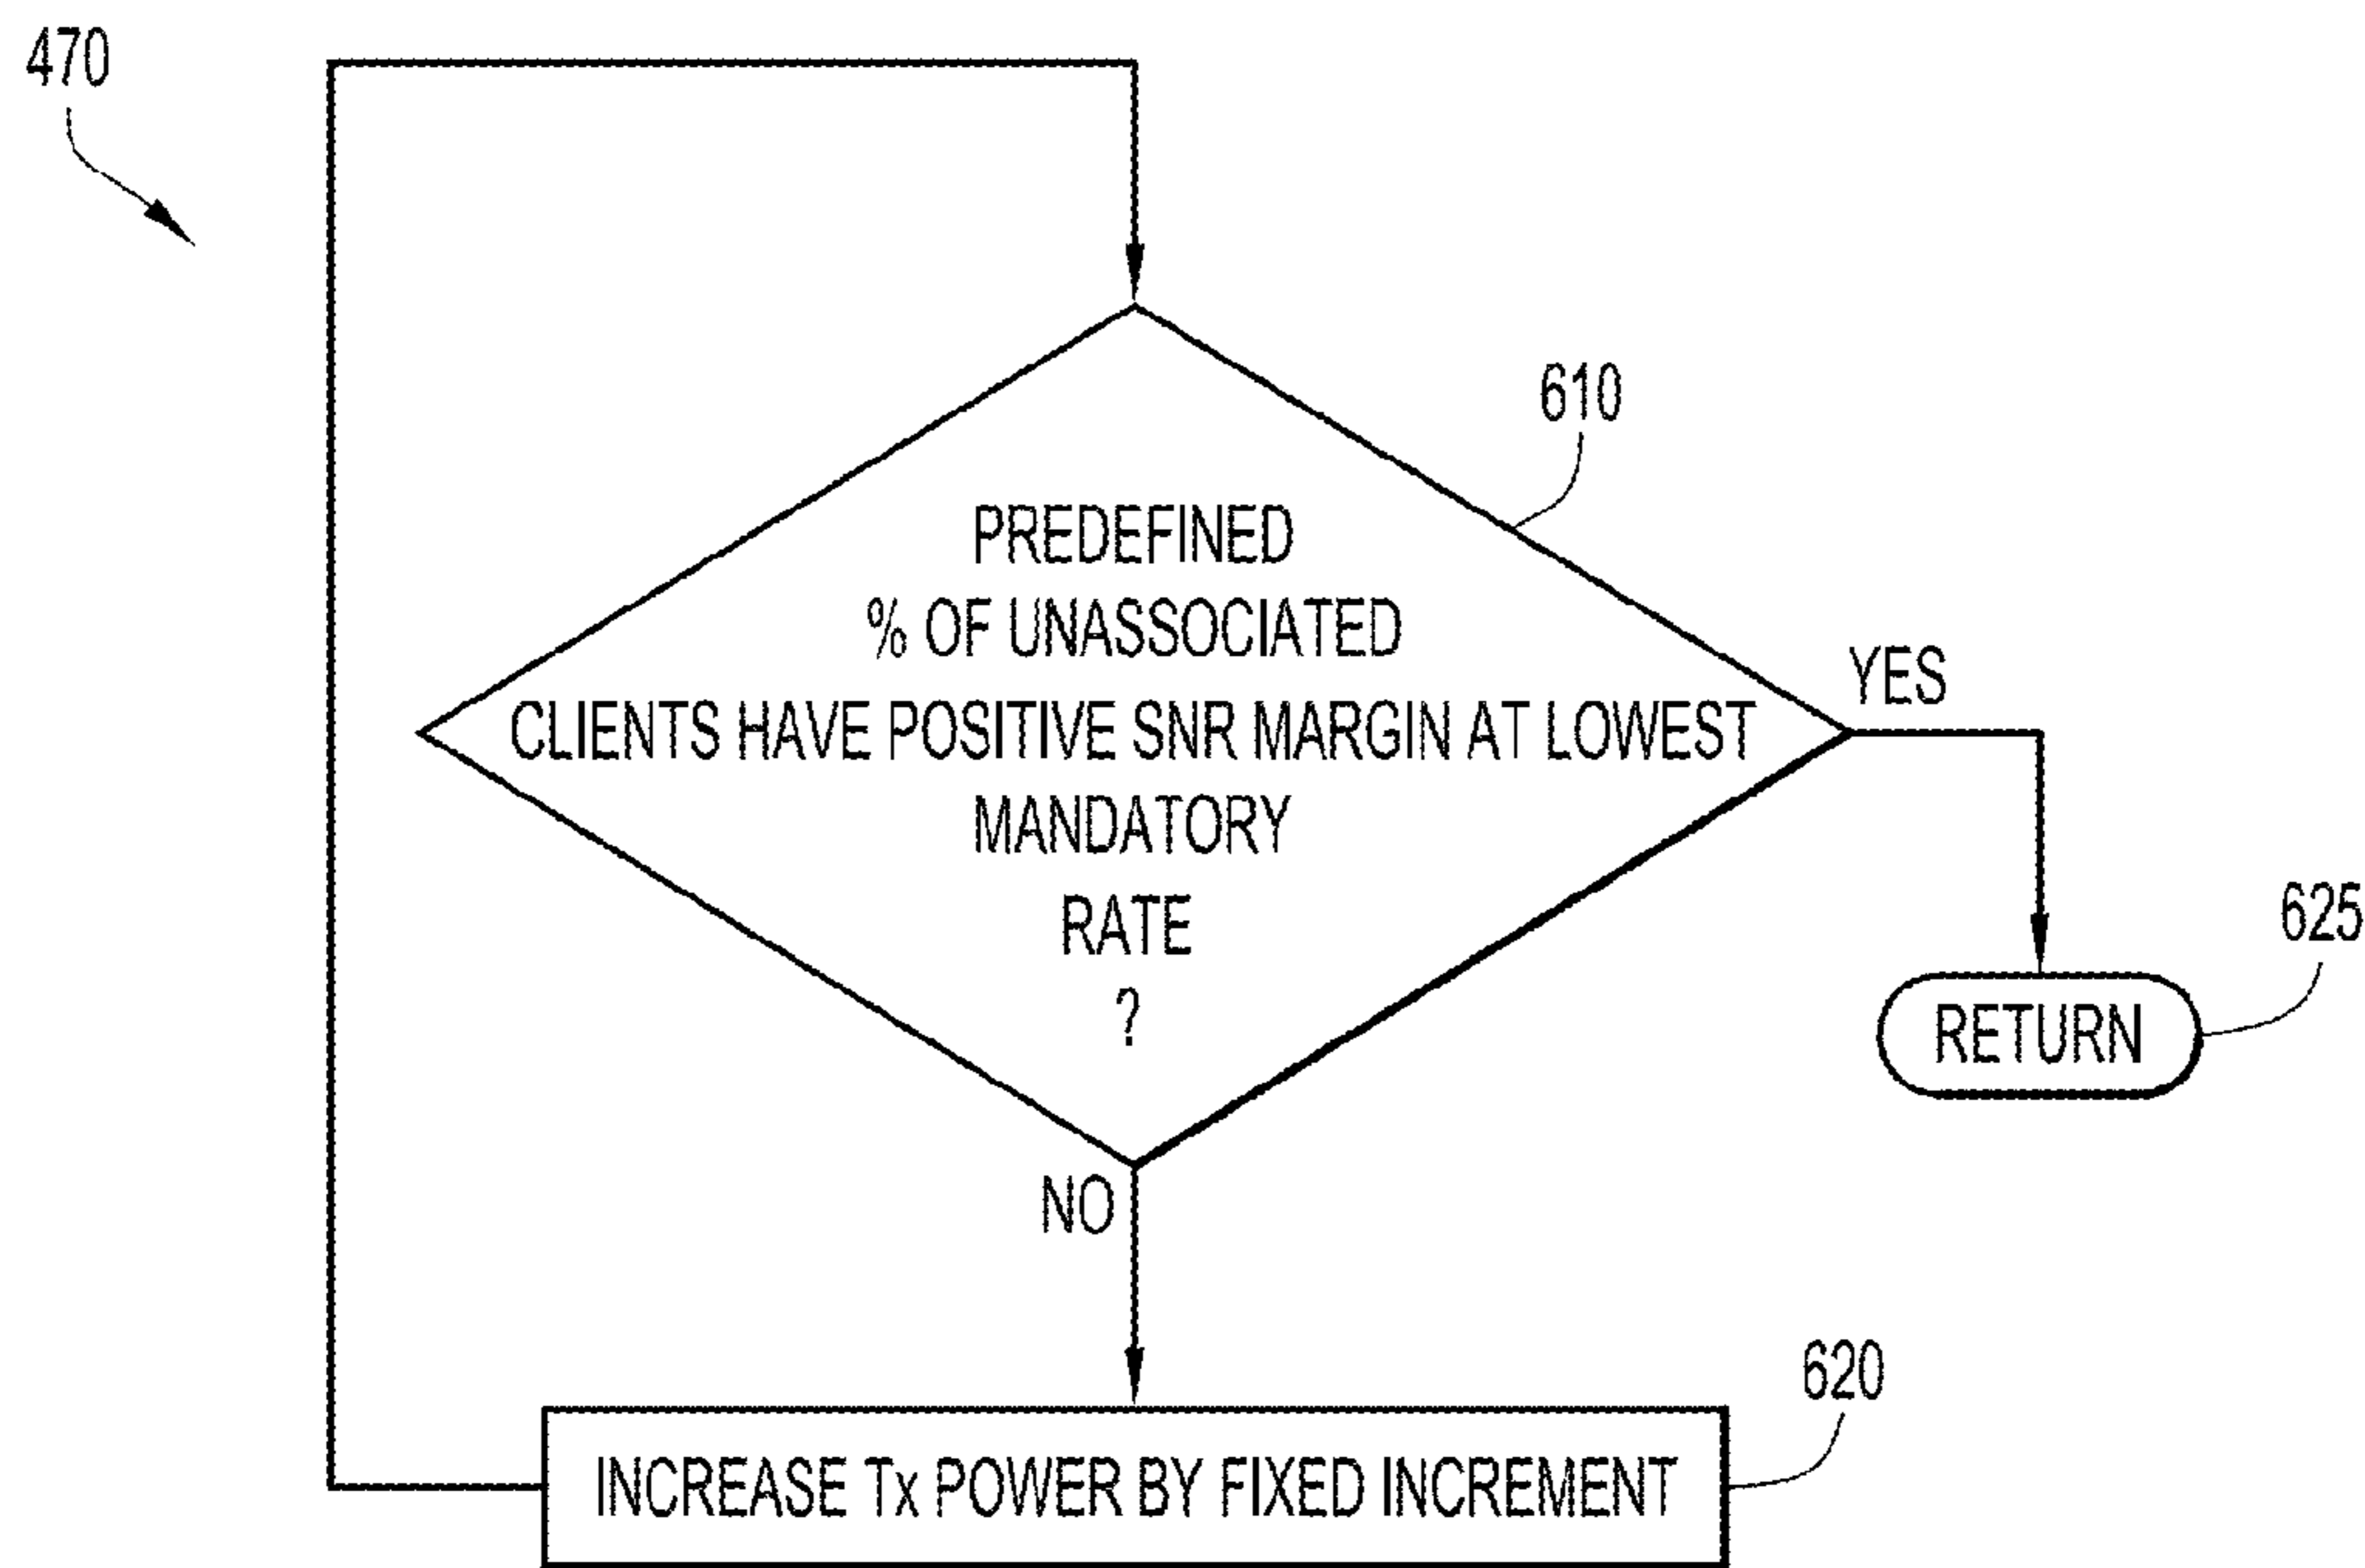 470
610
PREDEFINED
% OF UNASSOCIATED
CLIENTS HAVE POSITIVE SNR MARGIN AT LOWEST
MANDATORY
RATE
?
YES
625
RETURN
NO
620
INCREASE Tx POWER BY FIXED INCREMENT